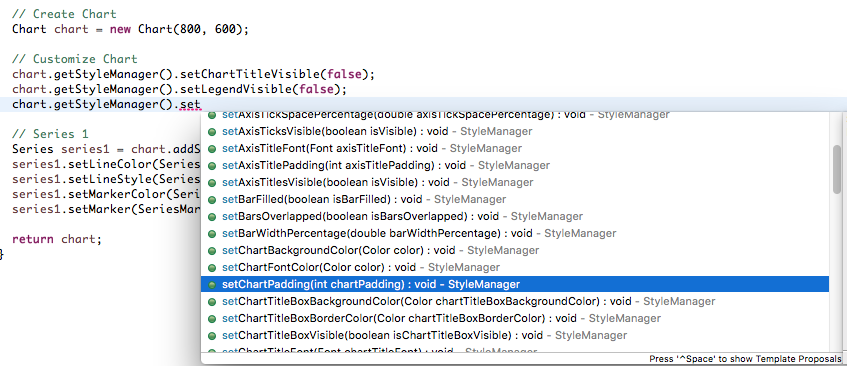 // Create Chart
Chart chart = new Chart(800, 600);
// Customize Chart
chart.getStyleManager().setChartTitleVisible(false);
chart.getStyleManager().setLegendVisible(false);
chart.getStyleManager().set
setAxisTickSpacePercentage(double axisTickSpacePercentage) : void - StyleManager
setAxisTicksVisible(boolean isVisible) : void - StyleManager
setAxisTitleFont(Font axisTitleFont) : void - StyleManager
setAxisTitlePadding(int axisTitlePadding) : void - StyleManager
setAxisTitlesVisible(boolean isVisible) : void - StyleManager
setBarFilled(boolean isBarFilled) : void - StyleManager
setBarsOverlapped(boolean isBarsOverlapped) : void - StyleManager
setBarWidthPercentage(double barWidthPercentage) : void - StyleManager
setChartBackgroundColor(Color color) : void - StyleManager
setChartFontColor(Color color) : void - StyleManager
setChartPadding(int chartPadding) : void - StyleManager
setChartTitleBoxBackgroundColor(Color chartTitleBoxBackgroundColor) : void - StyleManager
setChartTitleBoxBorderColor(Color chartTitleBoxBorderColor) : void - StyleManager
setChartTitleBoxVisible(boolean isChartTitleBoxVisible) : void - StyleManager
setChartTitleFont(Font chartTitleFont) : void - StyleManager
Press '^Space' to show Template Proposals
// Series 1
Series series1 = chart.addS
series1.setLineColor(Series
series1.setLineStyle(Series
series1.setMarkerColor(Seri
series1.setMarker(SeriesMar
return chart;
}